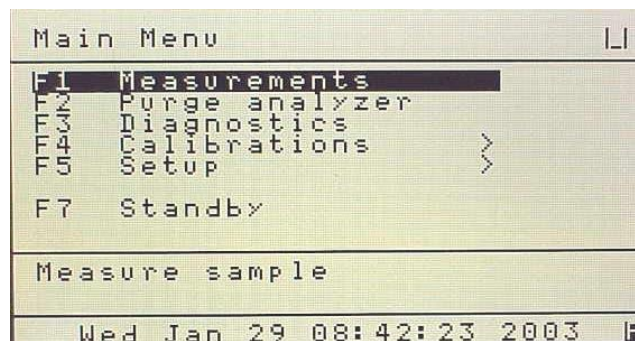 Main Menu
F1 Measurements
F2 Purge analyzer
F3 Diagnostics
F4 Calibrations >
F5 Setup >
F7 Standby
Measure sample
Wed Jan 29 08:42:23 2003